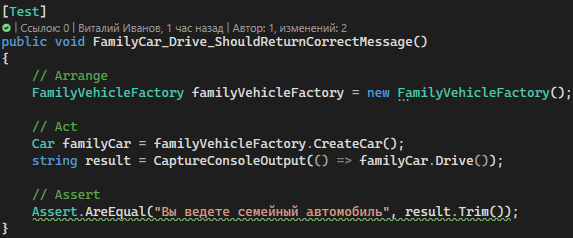 [Test]
| Ссылок: 0 | Виталий Иванов, 1 час назад | Автор: 1, изменений: 2
public void FamilyCar_Drive_ShouldReturnCorrectMessage()
{
// Arrange
FamilyVehicleFactory familyVehicleFactory = new FamilyVehicleFactory();
// Act
Car familyCar = familyVehicleFactory.CreateCar();
string result = CaptureConsoleOutput(() => familyCar.Drive());
// Assert
Assert.AreEqual("Вы ведете семейный автомобиль", result.Trim());
}